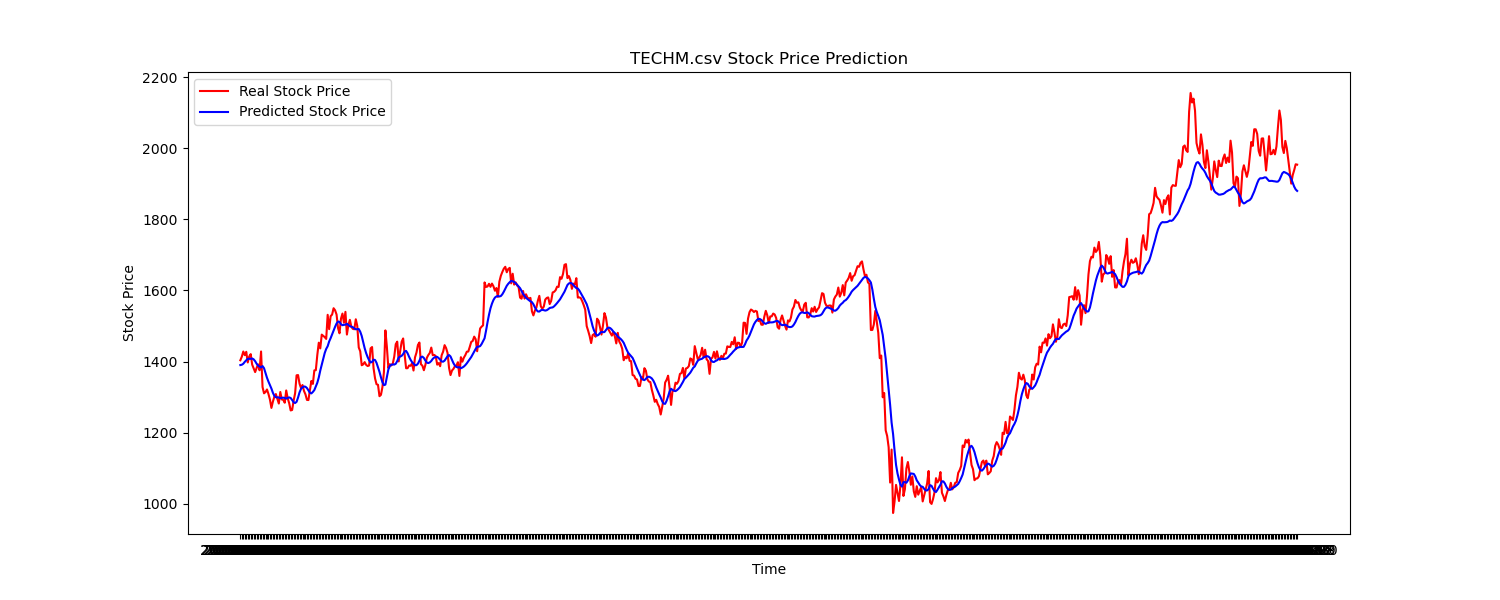 TECHM.csv Stock Price Prediction
Real Stock Price
Predicted Stock Price
2200
2000
1800
1600
1400
1200
1000
Stock Price
Time